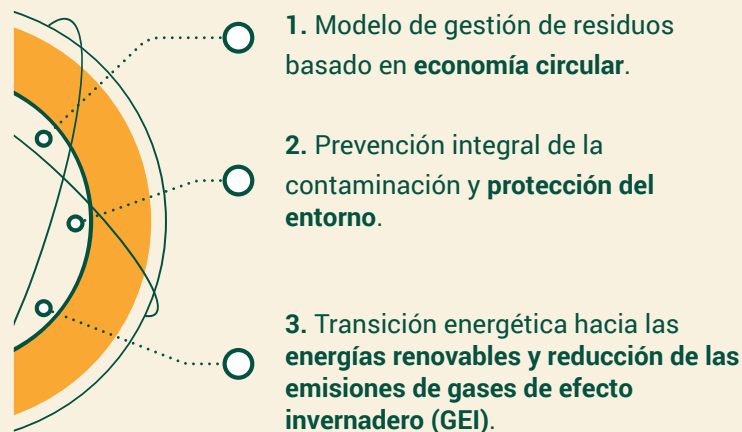 1. Modelo de gestión de residuos
basado en economía circular.
2. Prevención integral de la
contaminación y protección del
entorno.
3. Transición energética hacia las
energías renovables y reducción de las
emisiones de gases de efecto
invernadero (GEI).